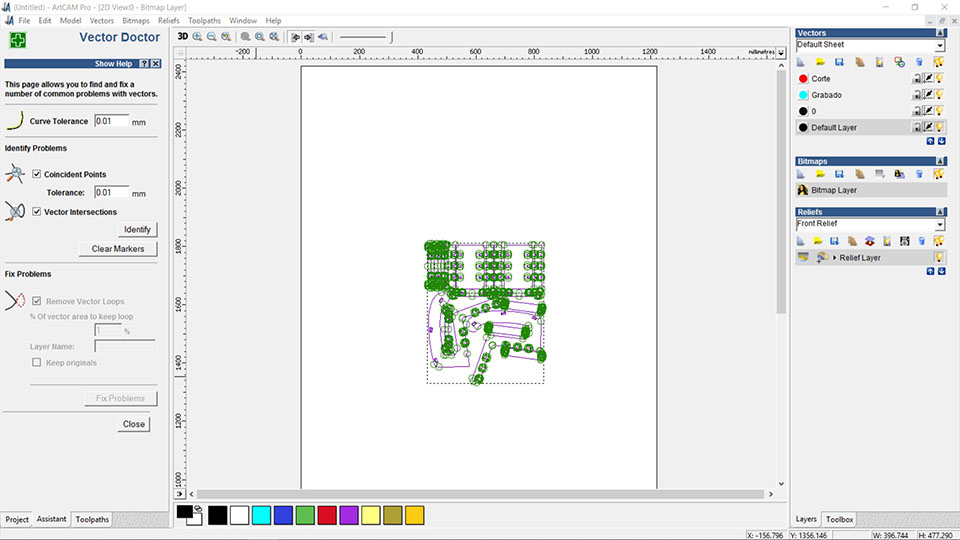 (Untitled) - ArtCAM Pro - [2D View:0 - Bitmap Layer]
File Edit Model Vectors Bitmaps Reliefs Toolpaths Window Help
Vector Doctor
Show Help ? X
This page allows you to find and fix a
number of common problems with vectors.
Curve Tolerance 0.01 mm
Identify Problems
Coincident Points
Tolerance: 0.01 mm
Vector Intersections
Identify
Clear Markers
Fix Problems
Remove Vector Loops
% Of vector area to keep loop
1 %
Layer Name:
Keep originals
Fix Problems
Close
Project Assistant Toolpaths
3D
-200 0 200 400 600 800 1000 1200 1400 millimetres
2400
2200
2000
1800
1600
1400
1200
1000
Vectors
Default Sheet
Corte
Grabado
0
Default Layer
Bitmaps
Bitmap Layer
Reliefs
Front Relief
Relief Layer
Layers Toolbox
X: -156.796 Y: 1356.146 W: 396.744 H: 477.290